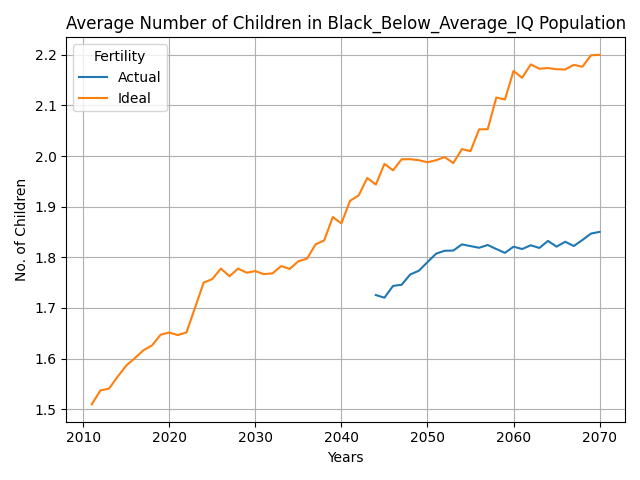 Average Number of Children in Black_Below_Average_IQ Population
Fertility
Actual
Ideal
2.2
2.1
2.0
1.9
1.8
1.7
1.6
1.5
No. of Children
2010 2020 2030 2040 2050 2060 2070
Years